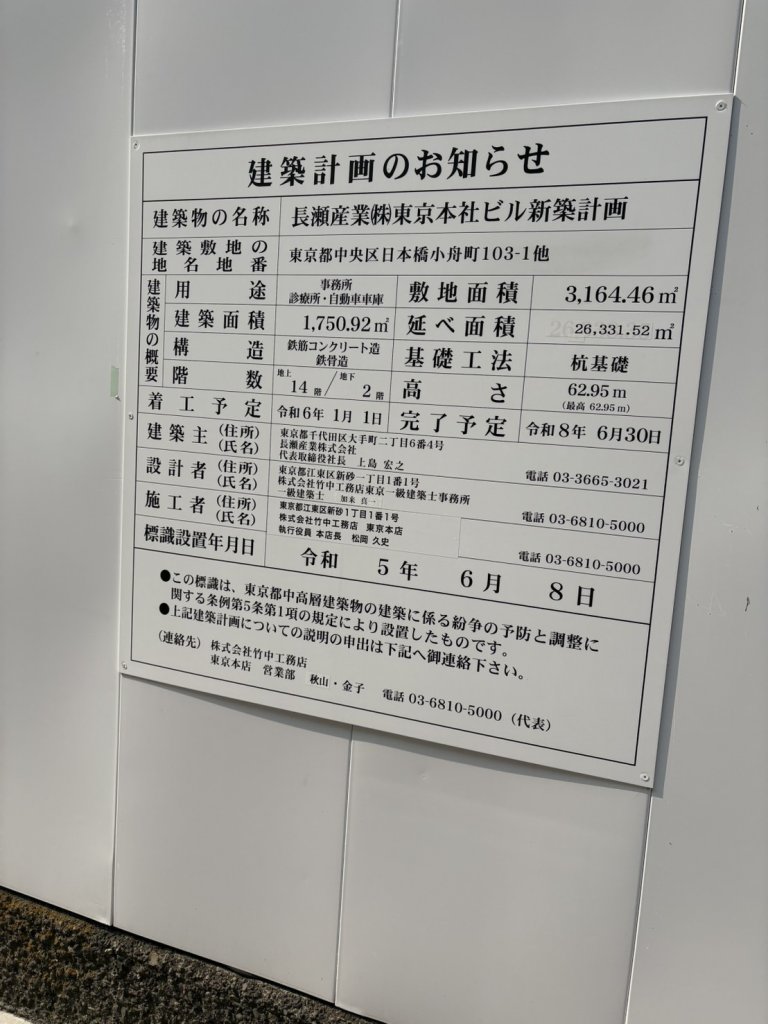 建築計画のお知らせ
建築物の名称 長瀬産業㈱東京本社ビル新築計画
建築敷地の地名地番 東京都中央区日本橋小舟町103-1他
建築物の概要
用途 事務所 診療所・自動車車庫 敷地面積 3,164.46㎡
建築面積 1,750.92㎡ 延べ面積 26,331.52㎡
構造 鉄筋コンクリート造 鉄骨造 基礎工法 杭基礎
階数 地上14階/地下2階 高さ 62.95m (最高 62.95m)
着工予定 令和6年 1月 1日 完了予定 令和8年 6月30日
建築主 (住所) 東京都千代田区大手町二丁目6番4号
(氏名) 長瀬産業株式会社
代表取締役社長 上島 宏之 電話 03-3665-3021
設計者 (住所) 東京都江東区新砂一丁目1番1号
(氏名) 株式会社竹中工務店東京一級建築士事務所
一級建築士 加来 真一 電話 03-6810-5000
施工者 (住所) 東京都江東区新砂1丁目1番1号
(氏名) 株式会社竹中工務店 東京本店
執行役員 本店長 松岡 久史 電話 03-6810-5000
標識設置年月日 令和 5年 6月 8日
●この標識は、東京都中高層建築物の建築に係る紛争の予防と調整に
関する条例第5条第1項の規定により設置したものです。
●上記建築計画についての説明の申出は下記へ御連絡下さい。
(連絡先) 株式会社竹中工務店
東京本店 営業部 秋山・金子 電話 03-6810-5000 (代表)